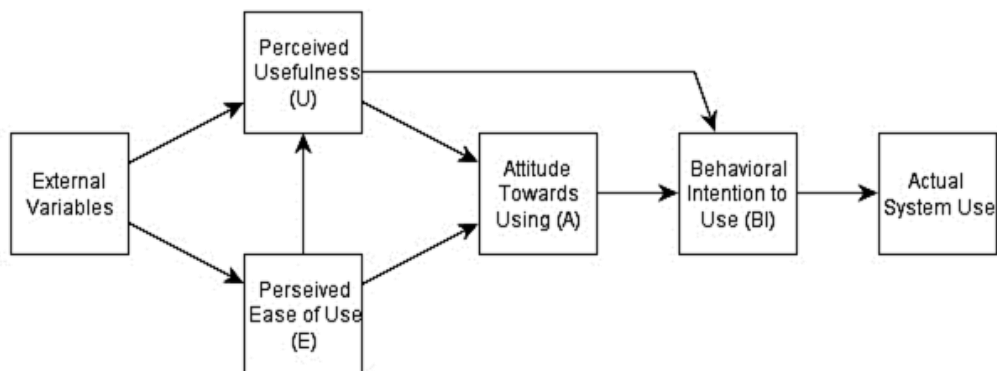 External
Variables
Perceived
Usefulness
(U)
Perseived
Ease of Use
(E)
Attitude
Towards
Using (A)
Behavioral
Intention to
Use (BI)
Actual
System Use